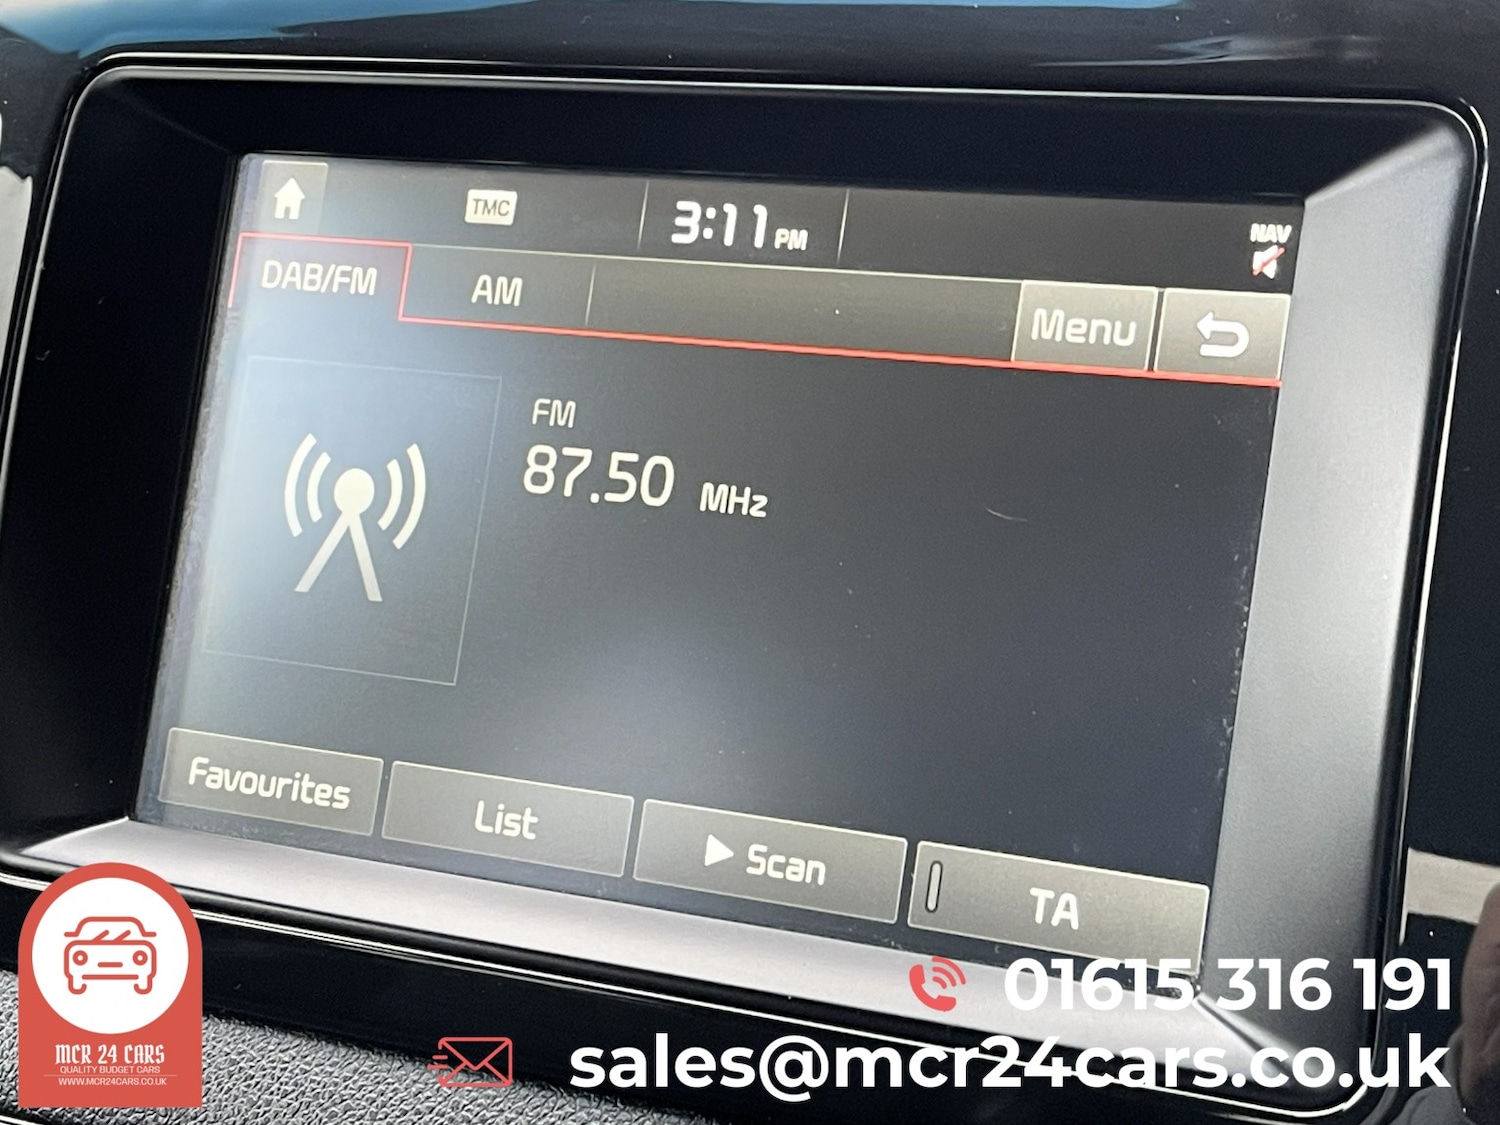 TMC
3:11 PM
NAV
DAB/FM
AM
Menu
FM
87.50 MHz
Favourites
List
Scan
TA
MCR 24 CARS
QUALITY BUDGET CARS
WWW.MCR24CARS.CO.UK
01615 316 191
sales@mcr24cars.co.uk